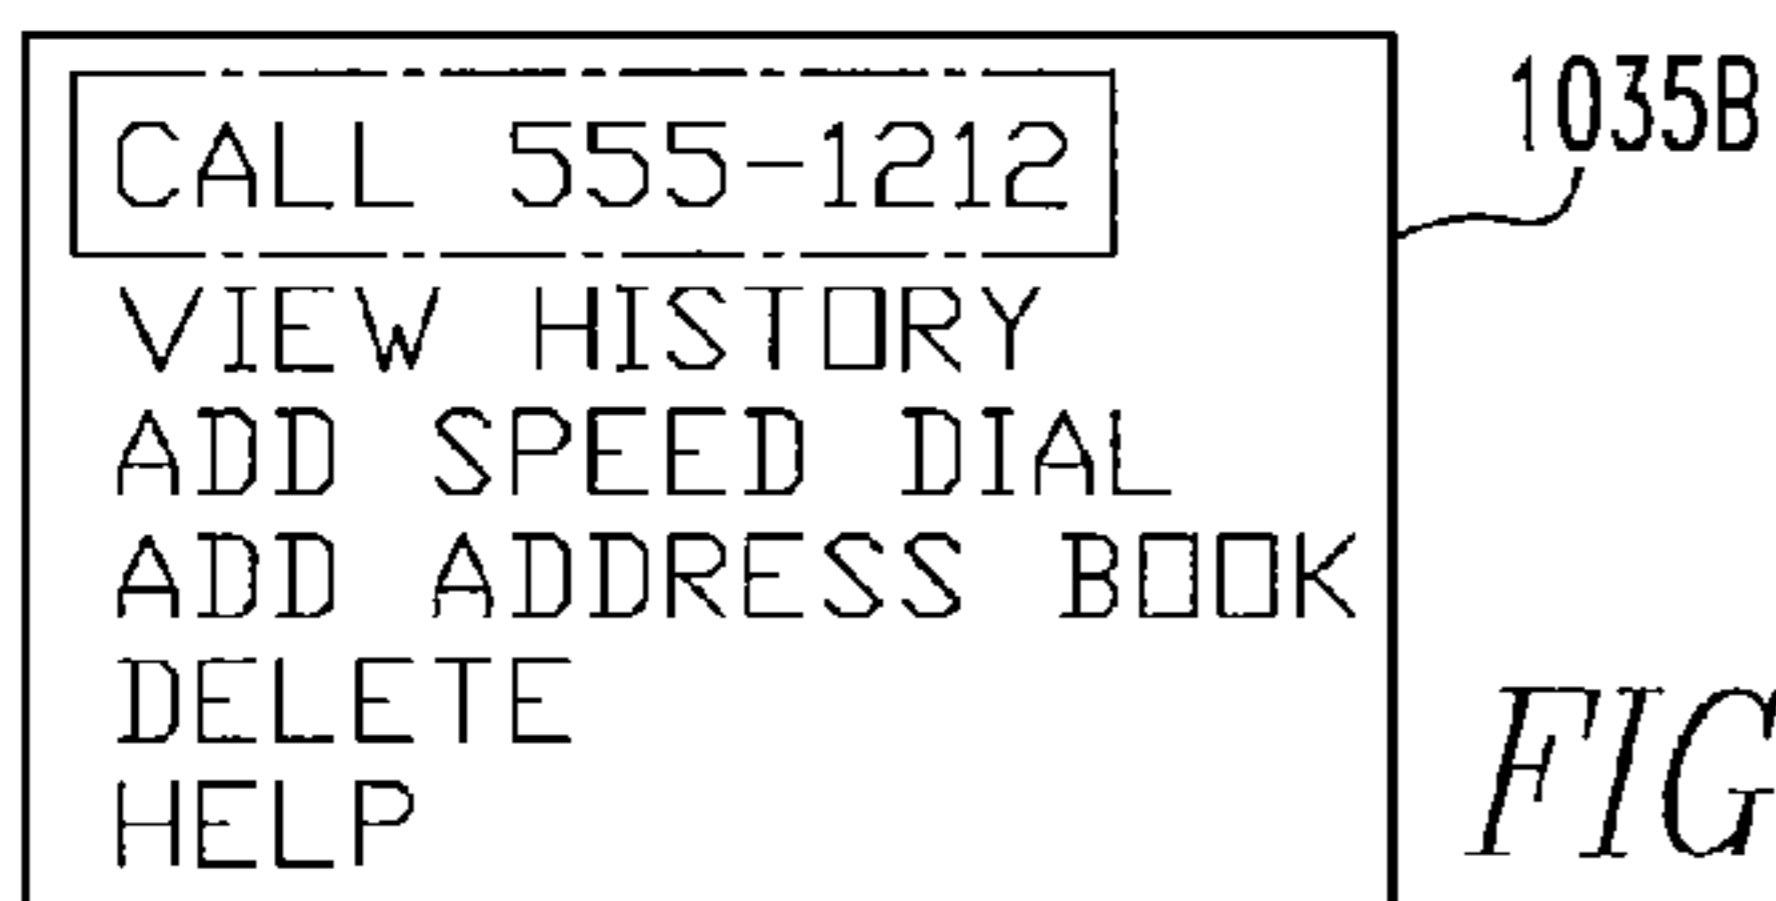 CALL 555-1212
1035B
VIEW HISTORY
ADD SPEED DIAL
ADD ADDRESS BOOK
DELETE
HELP
FIG